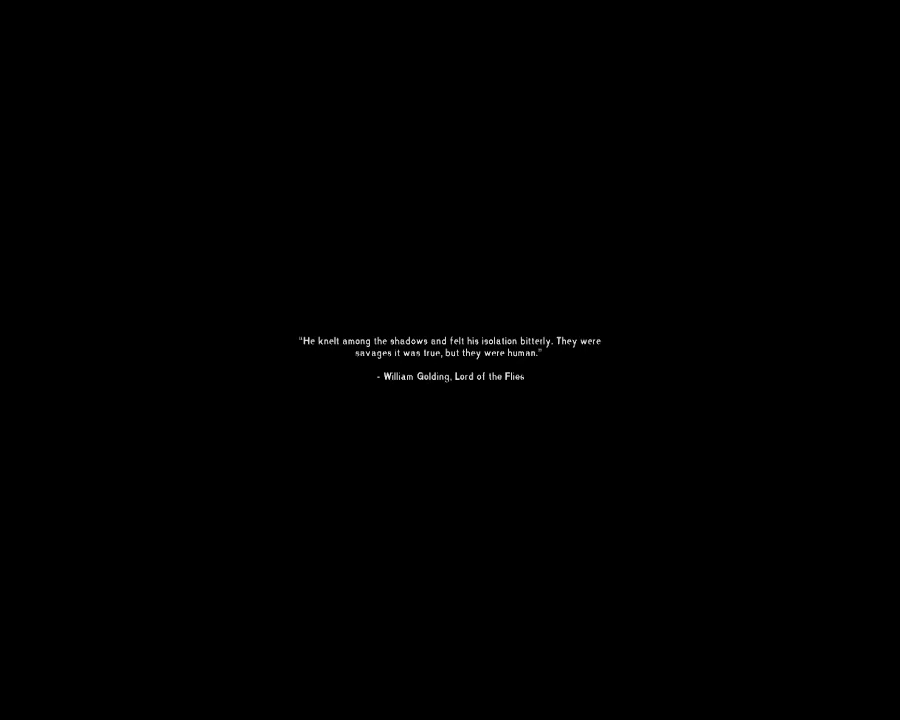 "He knelt among the shadows and felt his isolation bitterly. They were
savages it was true, but they were human."
- William Golding, Lord of the Flies